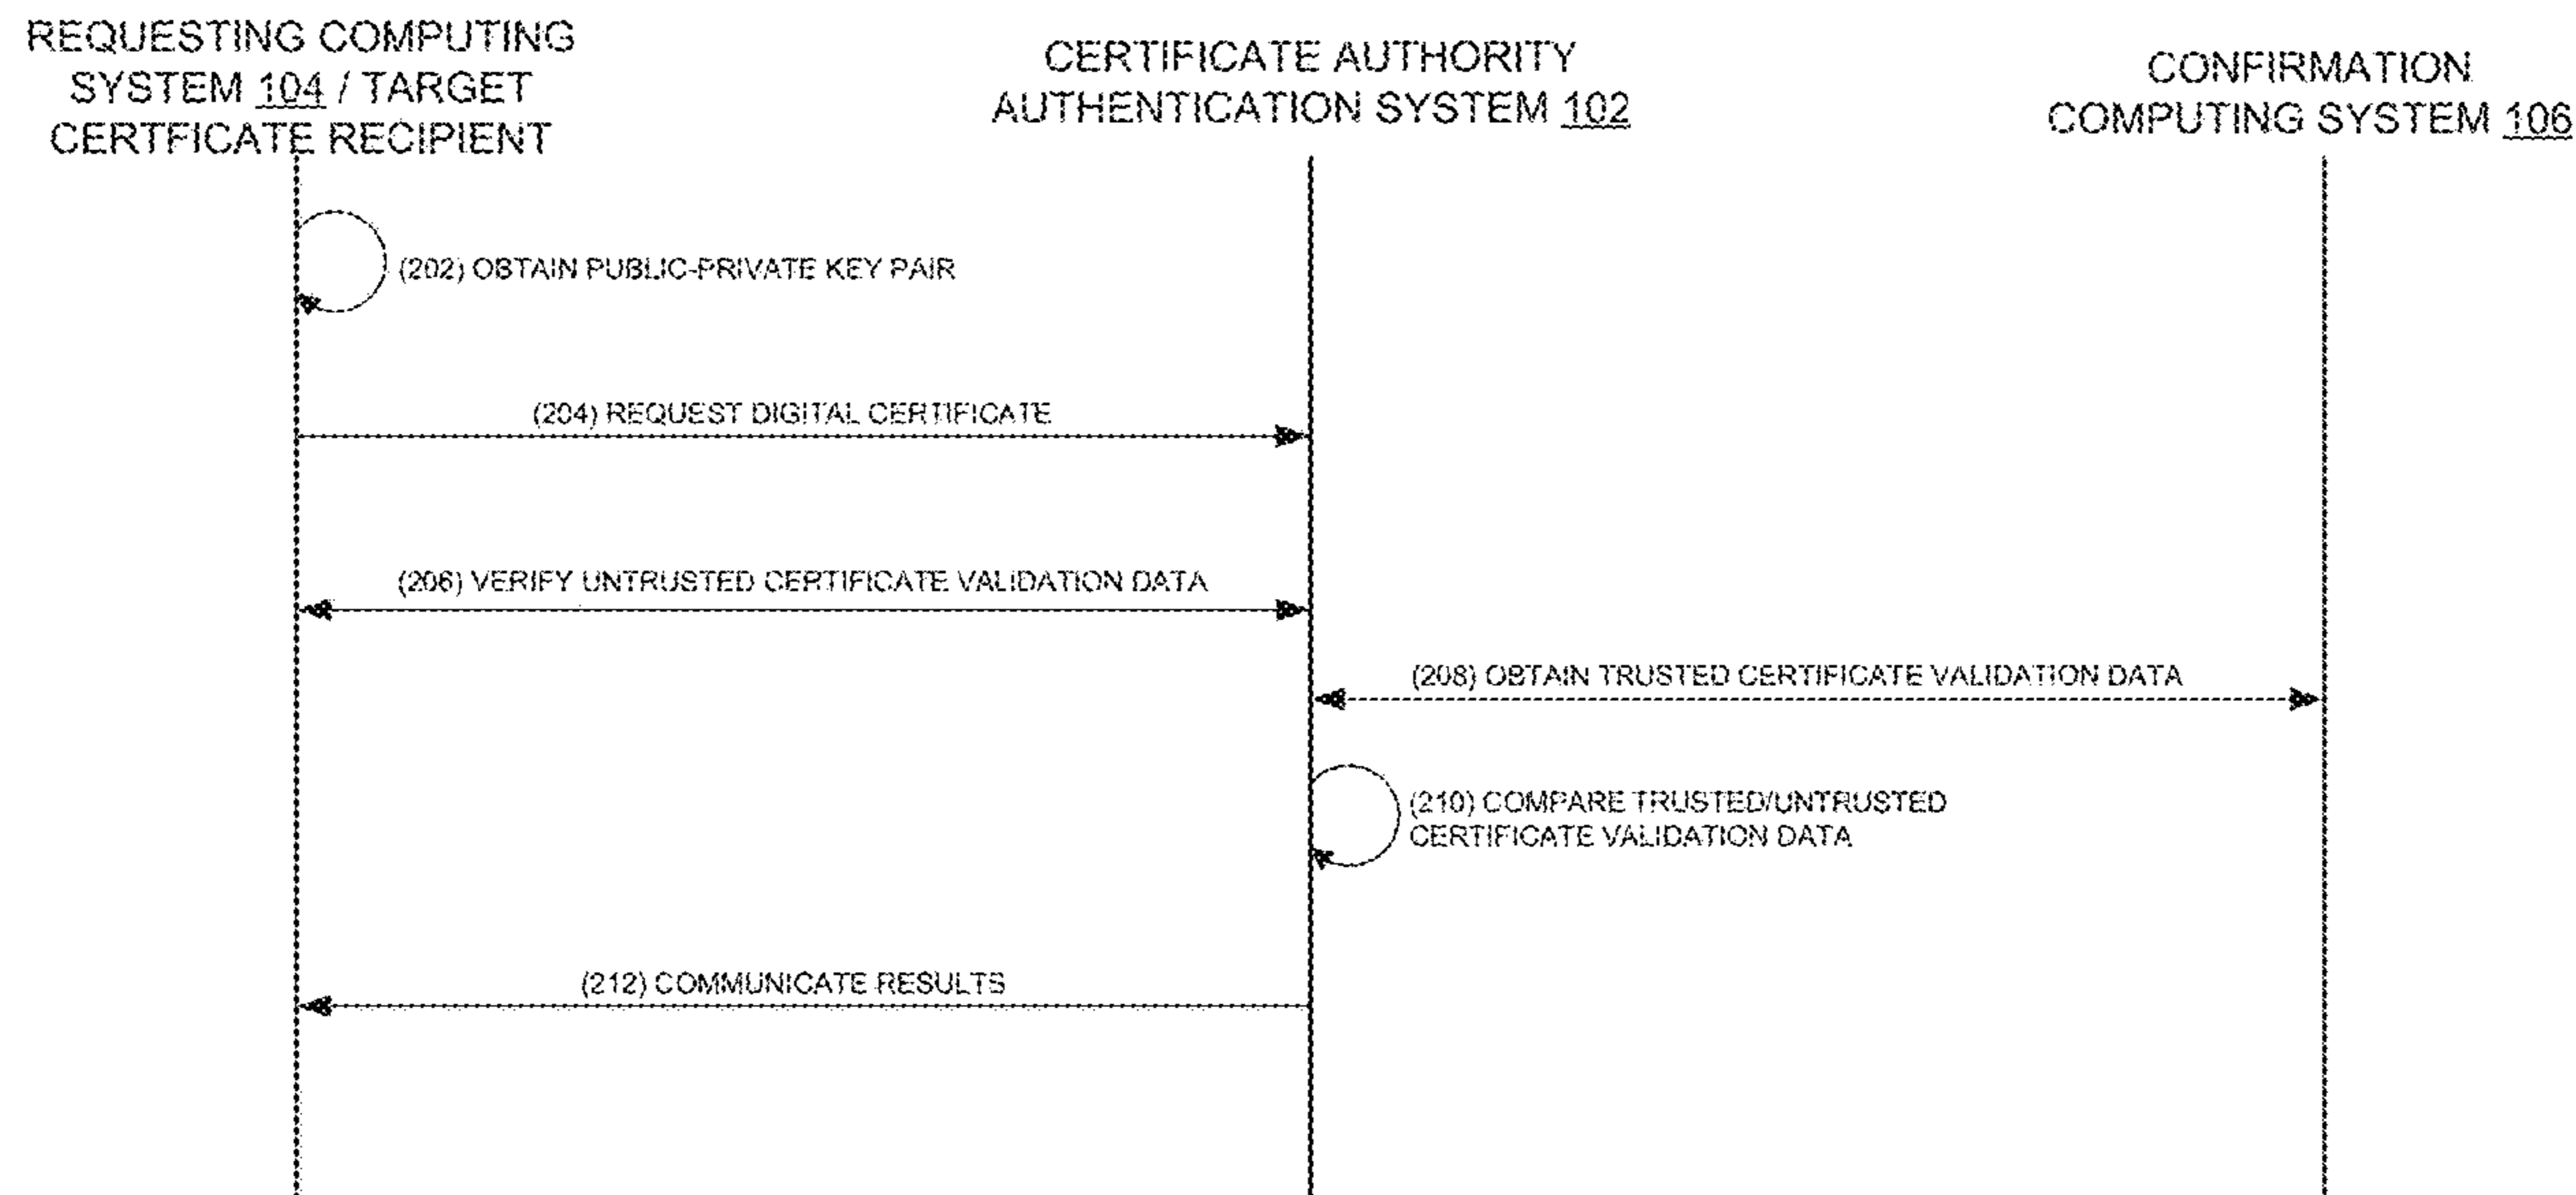 REQUESTING COMPUTING
SYSTEM 104 / TARGET
CERTFICATE RECIPIENT
CERTIFICATE AUTHORITY
AUTHENTICATION SYSTEM 102
CONFIRMATION
COMPUTING SYSTEM 106
(202) OBTAIN PUBLIC-PRIVATE KEY PAIR
(204) REQUEST DIGITAL CERTIFICATE
(206) VERIFY UNTRUSTED CERTIFICATE VALIDATION DATA
(208) OBTAIN TRUSTED CERTIFICATE VALIDATION DATA
(210) COMPARE TRUSTED/UNTRUSTED
CERTIFICATE VALIDATION DATA
(212) COMMUNICATE RESULTS